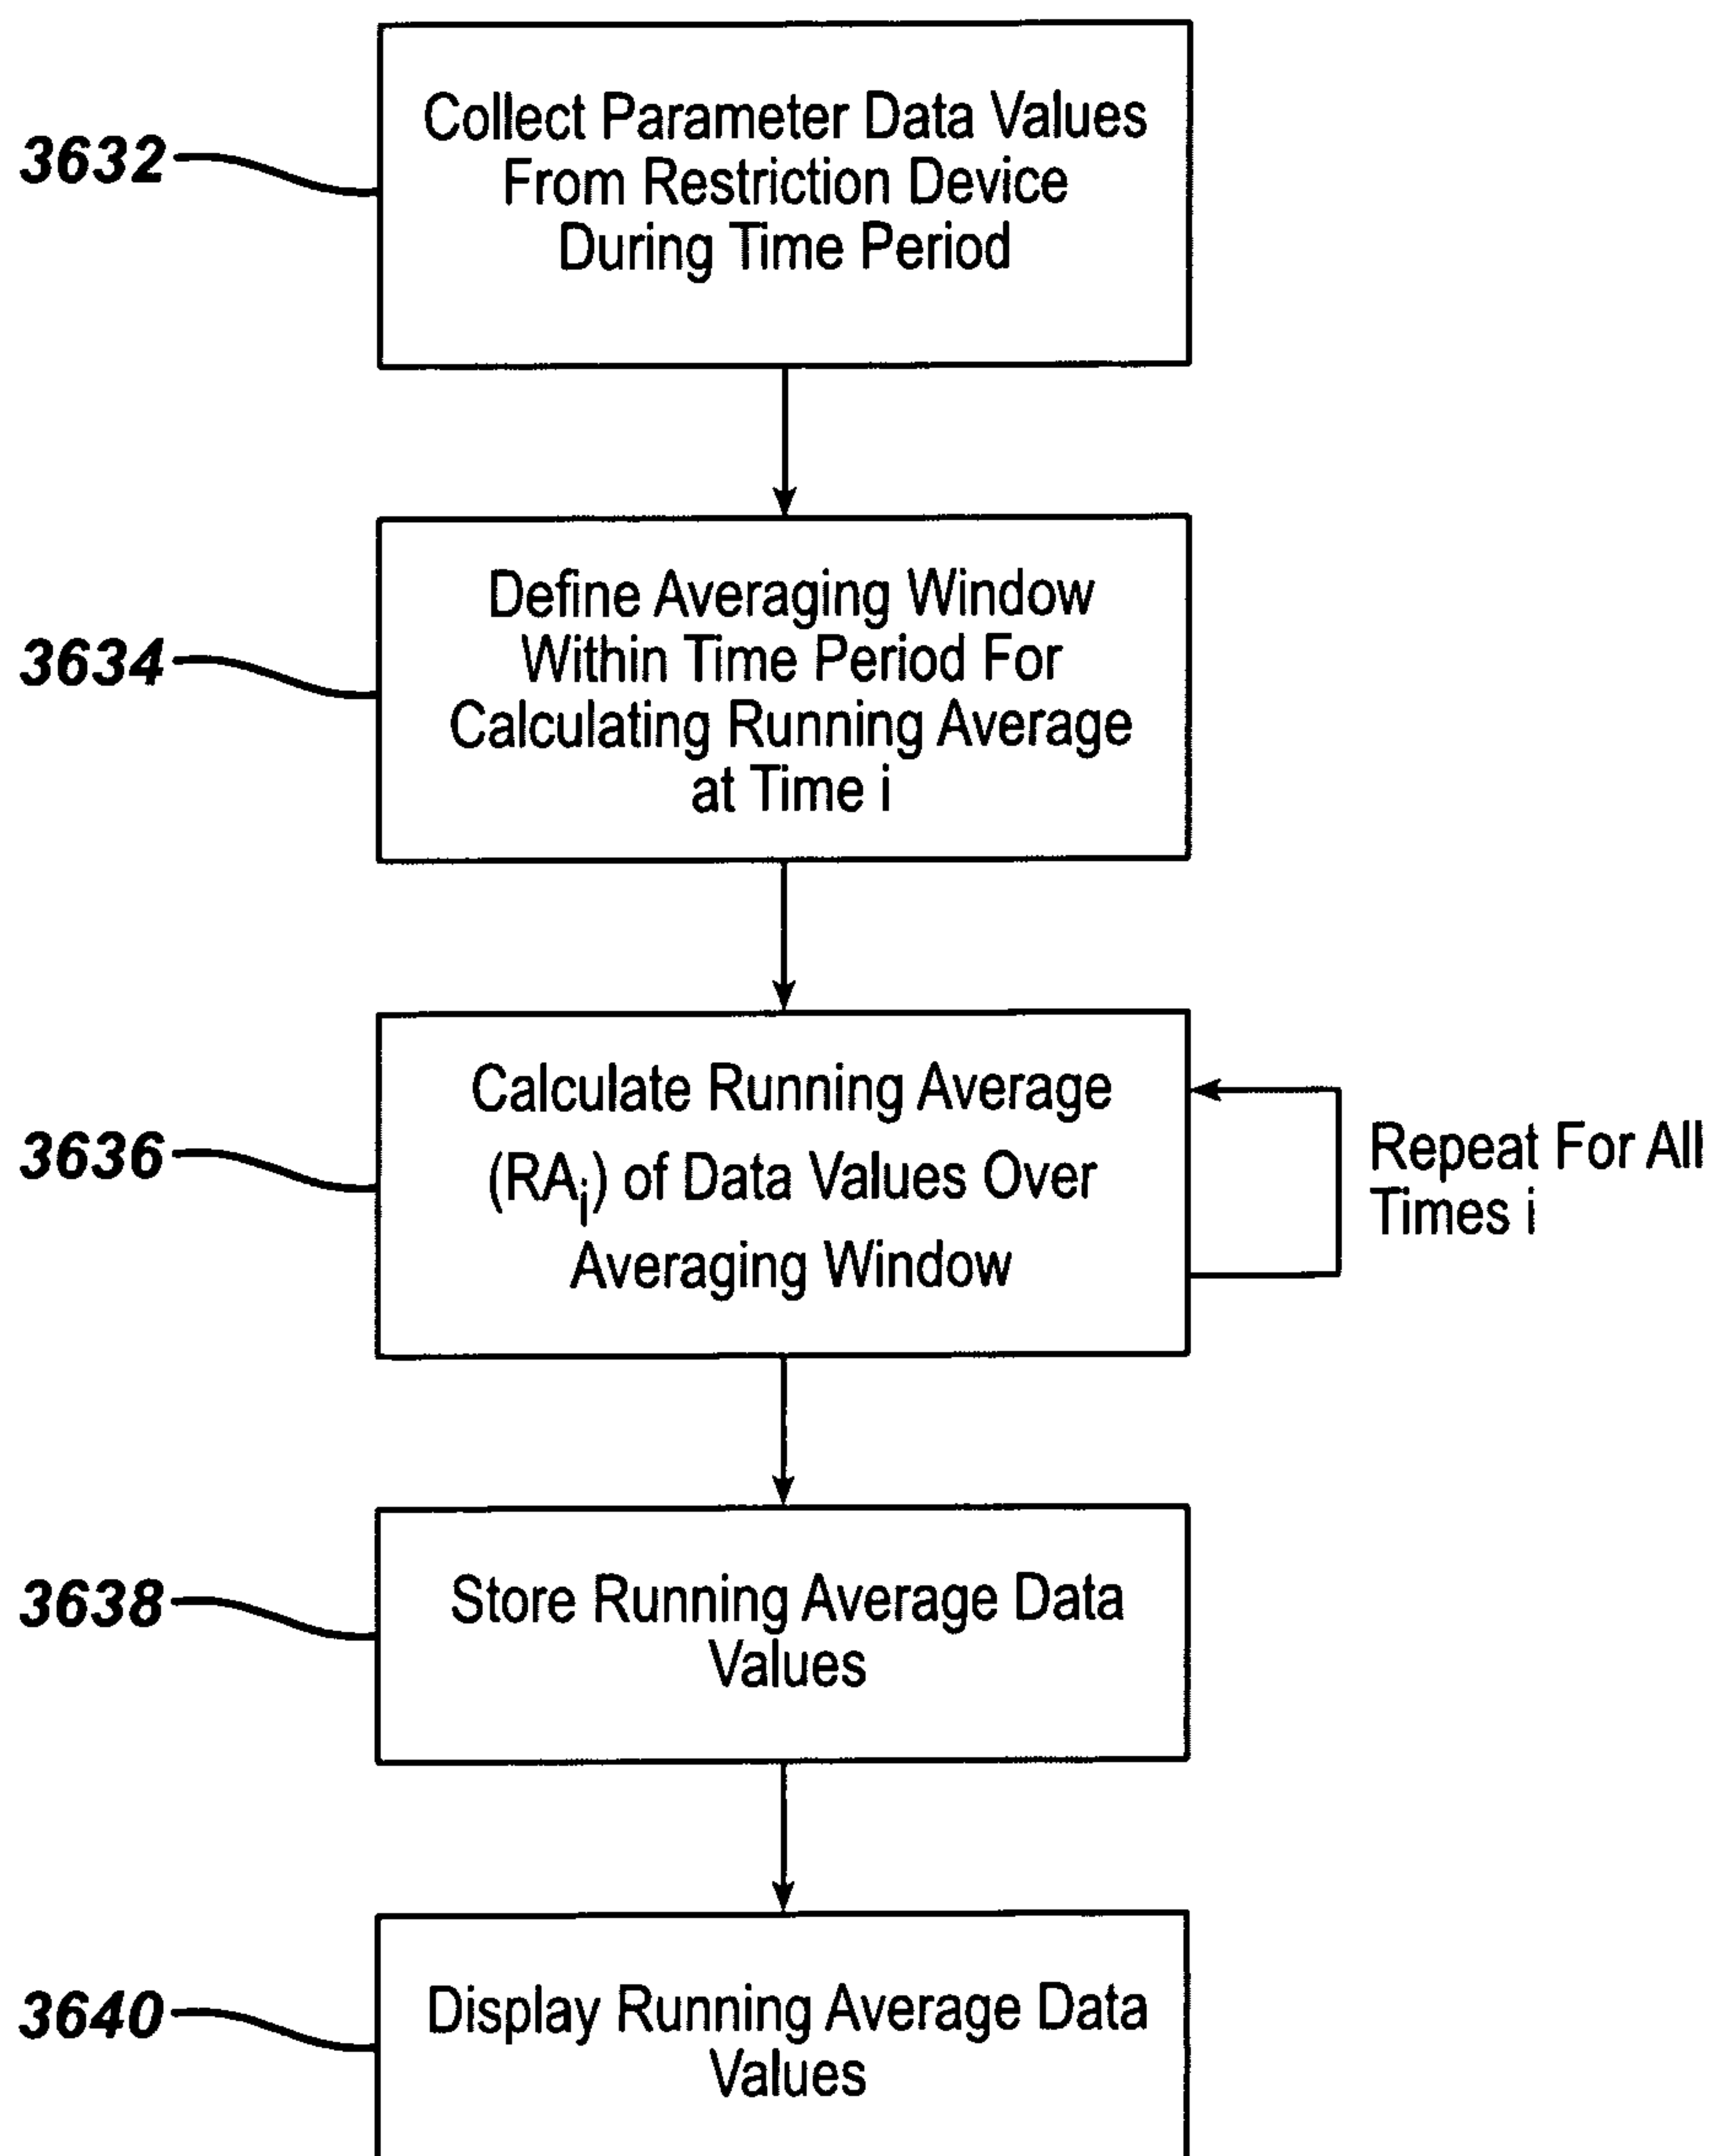 3632
Collect Parameter Data Values
From Restriction Device
During Time Period
3634
Define Averaging Window
Within Time Period For
Calculating Running Average
at Time i
3636
Calculate Running Average
(RAi) of Data Values Over
Averaging Window
Repeat For All
Times i
3638
Store Running Average Data
Values
3640
Display Running Average Data
Values